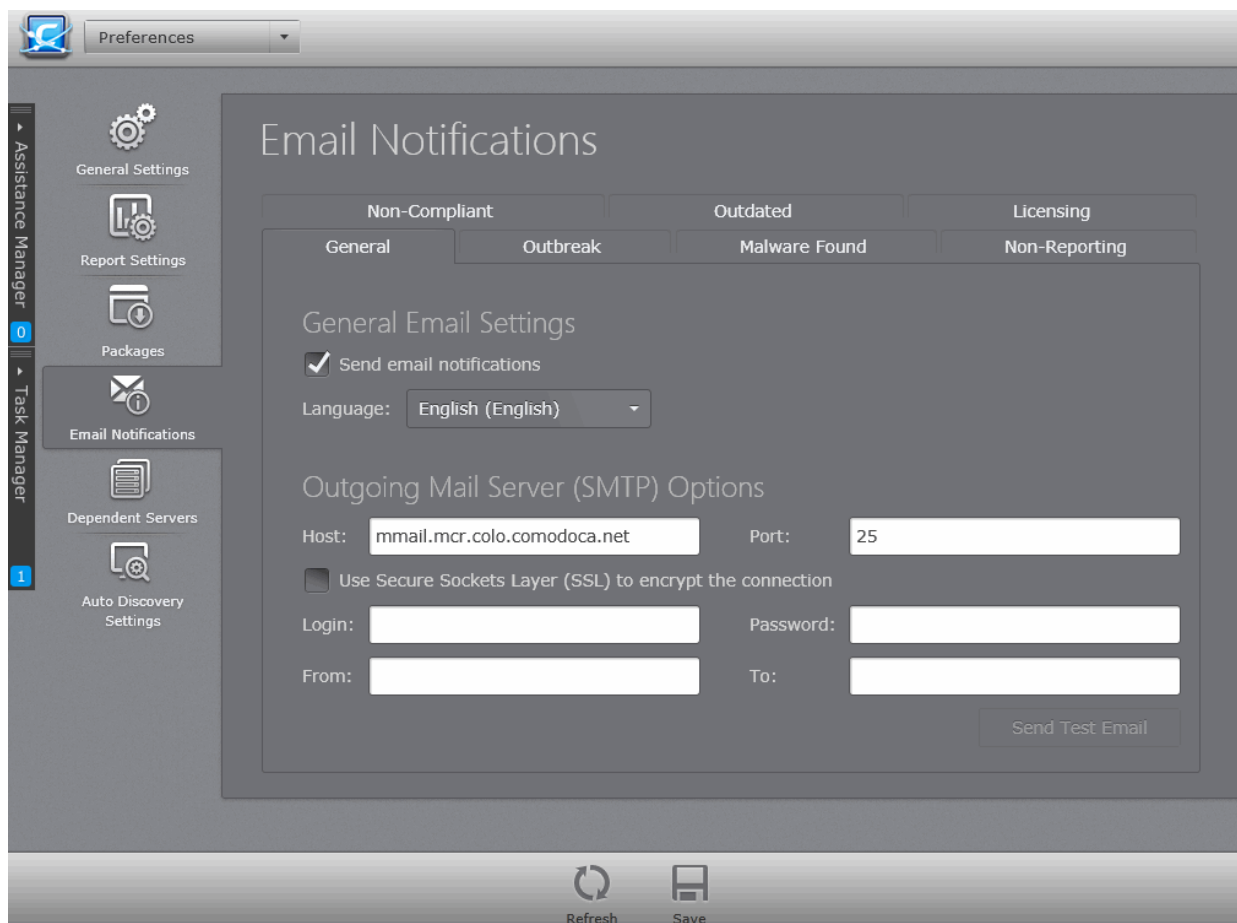 Preferences
Assistance Manager
0
Task Manager
1
General Settings
Report Settings
Packages
Email Notifications
Dependent Servers
Auto Discovery
Settings
Email Notifications
Non-Compliant
Outdated
Licensing
General
Outbreak
Malware Found
Non-Reporting
General Email Settings
Send email notifications
Language: English (English)
Outgoing Mail Server (SMTP) Options
Host: mmail.mcr.colo.comodoca.net Port: 25
Use Secure Sockets Layer (SSL) to encrypt the connection
Login: Password:
From: To:
Send Test Email
Refresh
Save